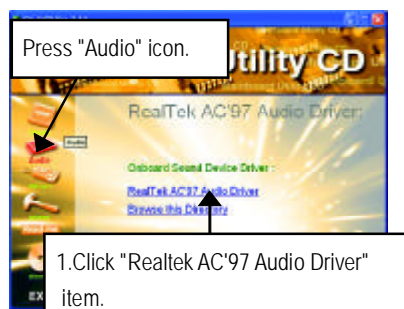 Press "Audio" icon.
Utility CD
RealTek AC'97 Audio Driver:
Audio
Onboard Sound Device Driver :
RealTek AC'97 Audio Driver
Browse this Directory
1.Click "Realtek AC'97 Audio Driver"
item.
EX